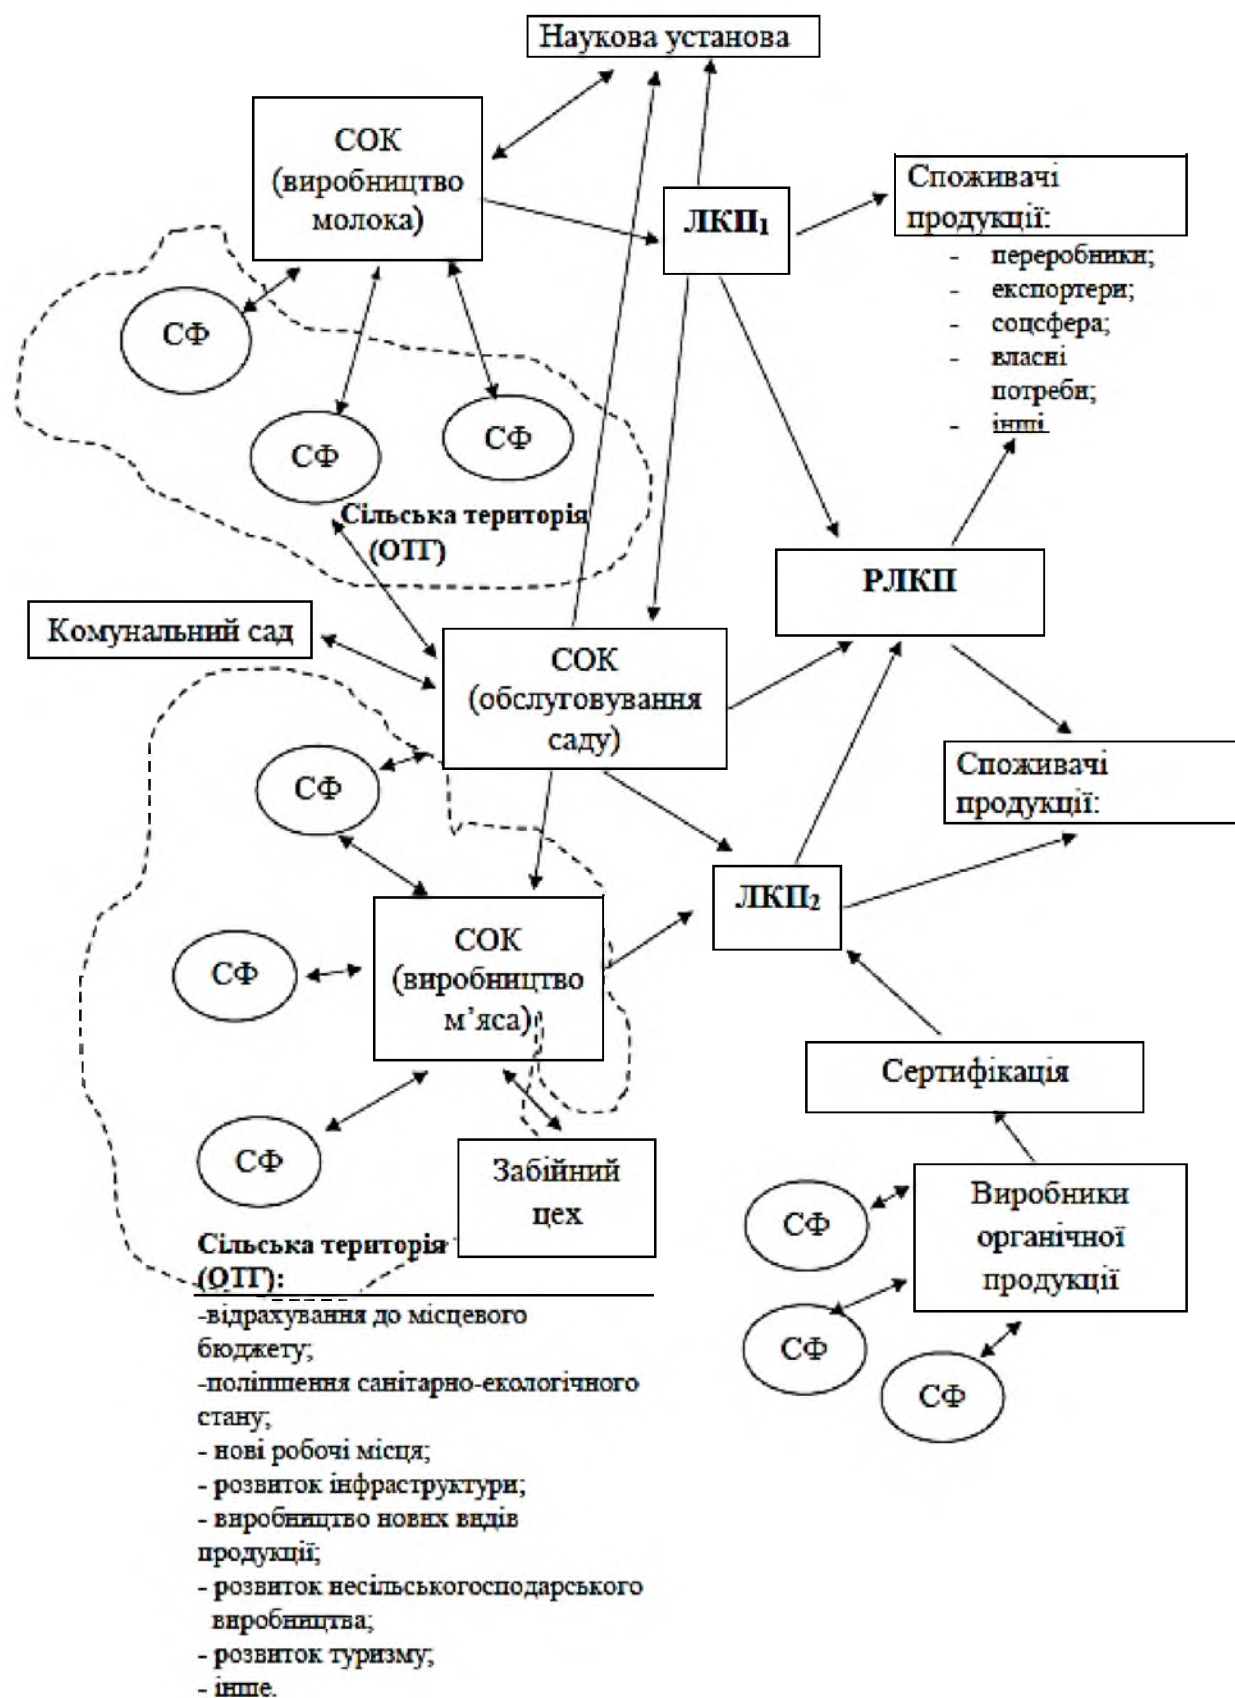 Наукова установа
СОК
(виробництво
молока)
ЛКП₁
Споживачі
продукції:
- переробники;
- експортери;
- соцсфера;
- власні
потреби;
- інші
СФ
СФ
СФ
Сільська територія
(ОТГ)
РЛКП
Комунальний сад
СОК
(обслуговування
саду)
СФ
Споживачі
продукції:
ЛКП₂
СОК
(виробництво
м’яса)
СФ
Сертифікація
СФ
Забійний
цех
Виробники
органічної
продукції
СФ
СФ
СФ
Сільська територія
(ОТГ):
-відрахування до місцевого
бюджету;
-поліпшення санітарно-екологічного
стану;
- нові робочі місця;
- розвиток інфраструктури;
- виробництво нових видів
продукції;
- розвиток несільськогосподарського
виробництва;
- розвиток туризму;
- інше.